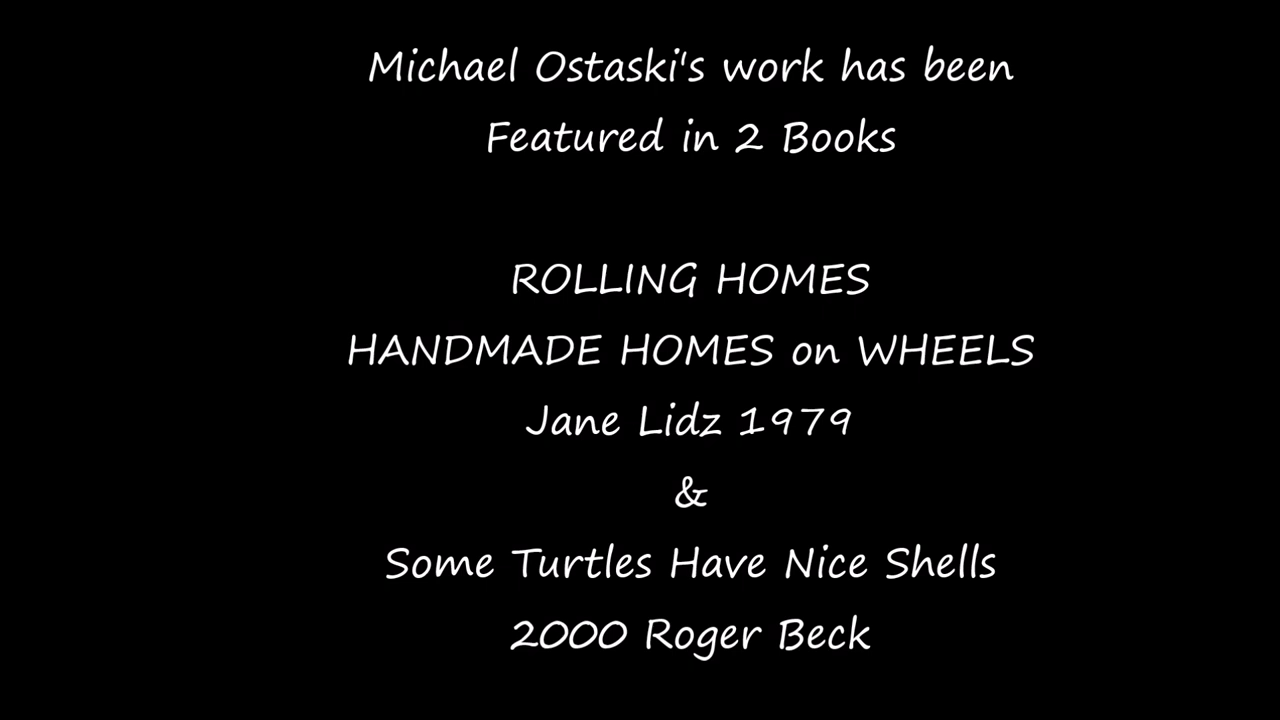 Michael Ostaski's work has been
Featured in 2 Books
ROLLING HOMES
HANDMADE HOMES on WHEELS
Jane Lidz 1979
&
Some Turtles Have Nice Shells
2000 Roger Beck